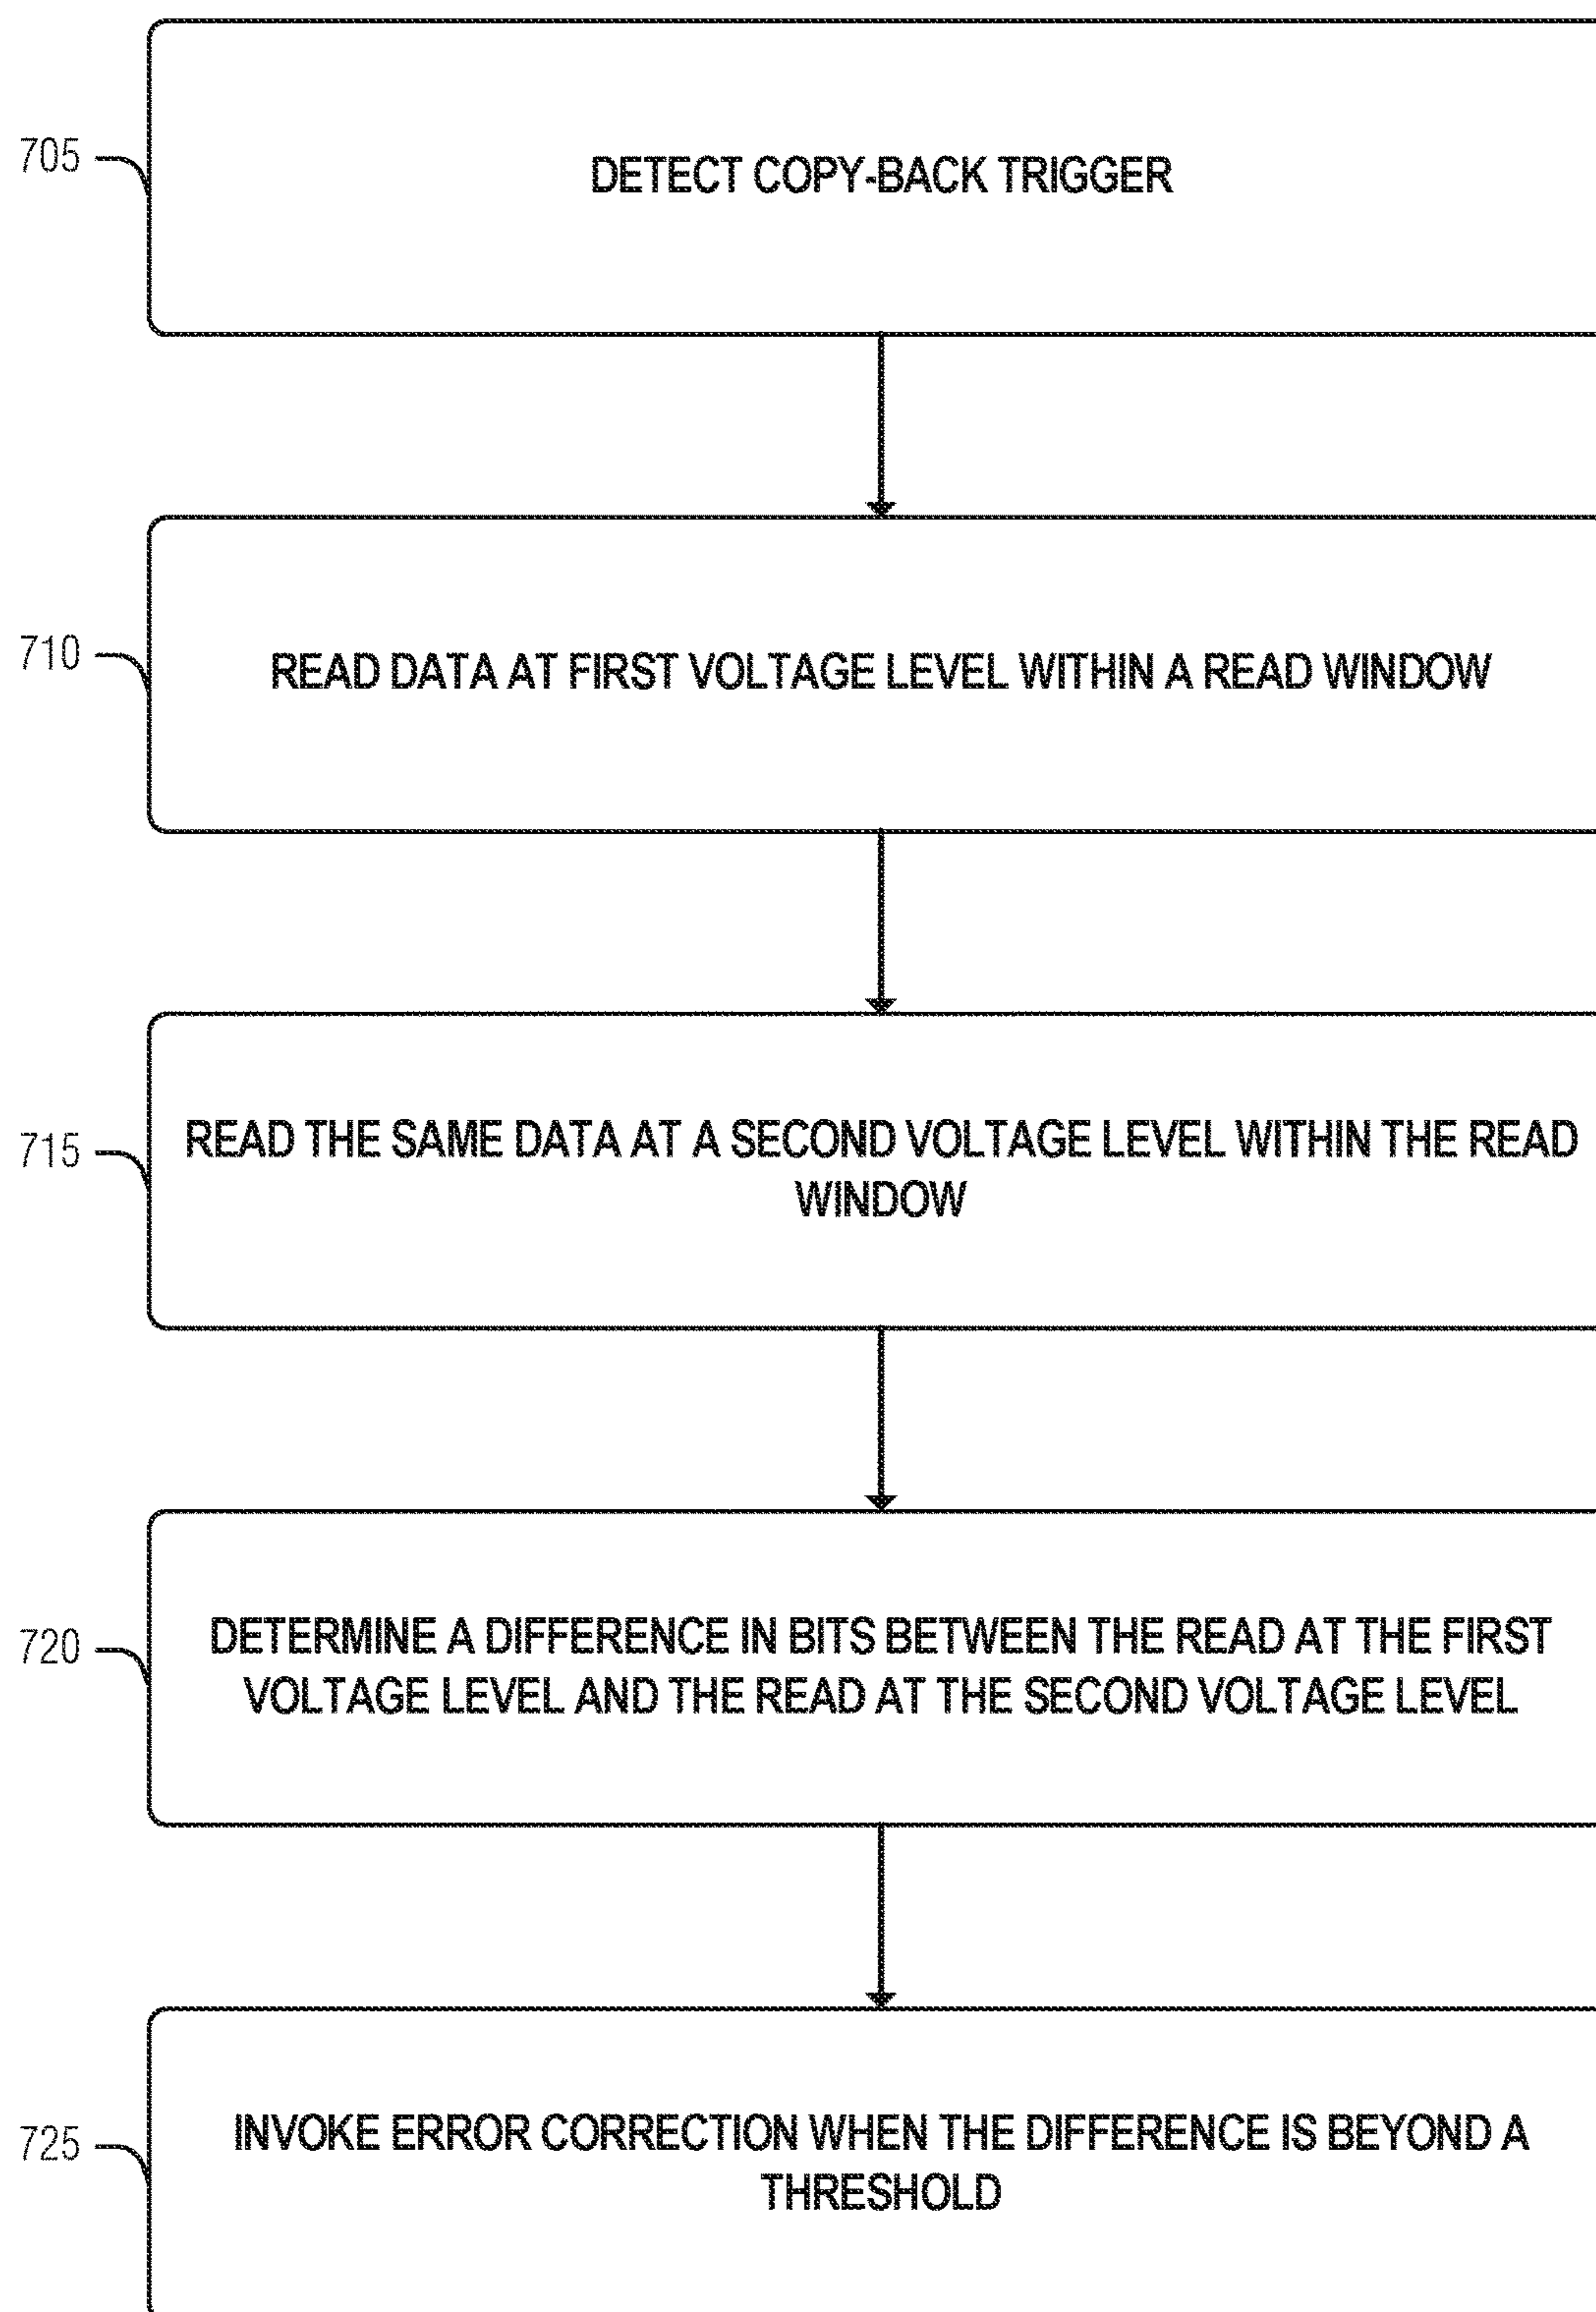 705
DETECT COPY-BACK TRIGGER
710
READ DATA AT FIRST VOLTAGE LEVEL WITHIN A READ WINDOW
715
READ THE SAME DATA AT A SECOND VOLTAGE LEVEL WITHIN THE READ
WINDOW
720
DETERMINE A DIFFERENCE IN BITS BETWEEN THE READ AT THE FIRST
VOLTAGE LEVEL AND THE READ AT THE SECOND VOLTAGE LEVEL
725
INVOKE ERROR CORRECTION WHEN THE DIFFERENCE IS BEYOND A
THRESHOLD